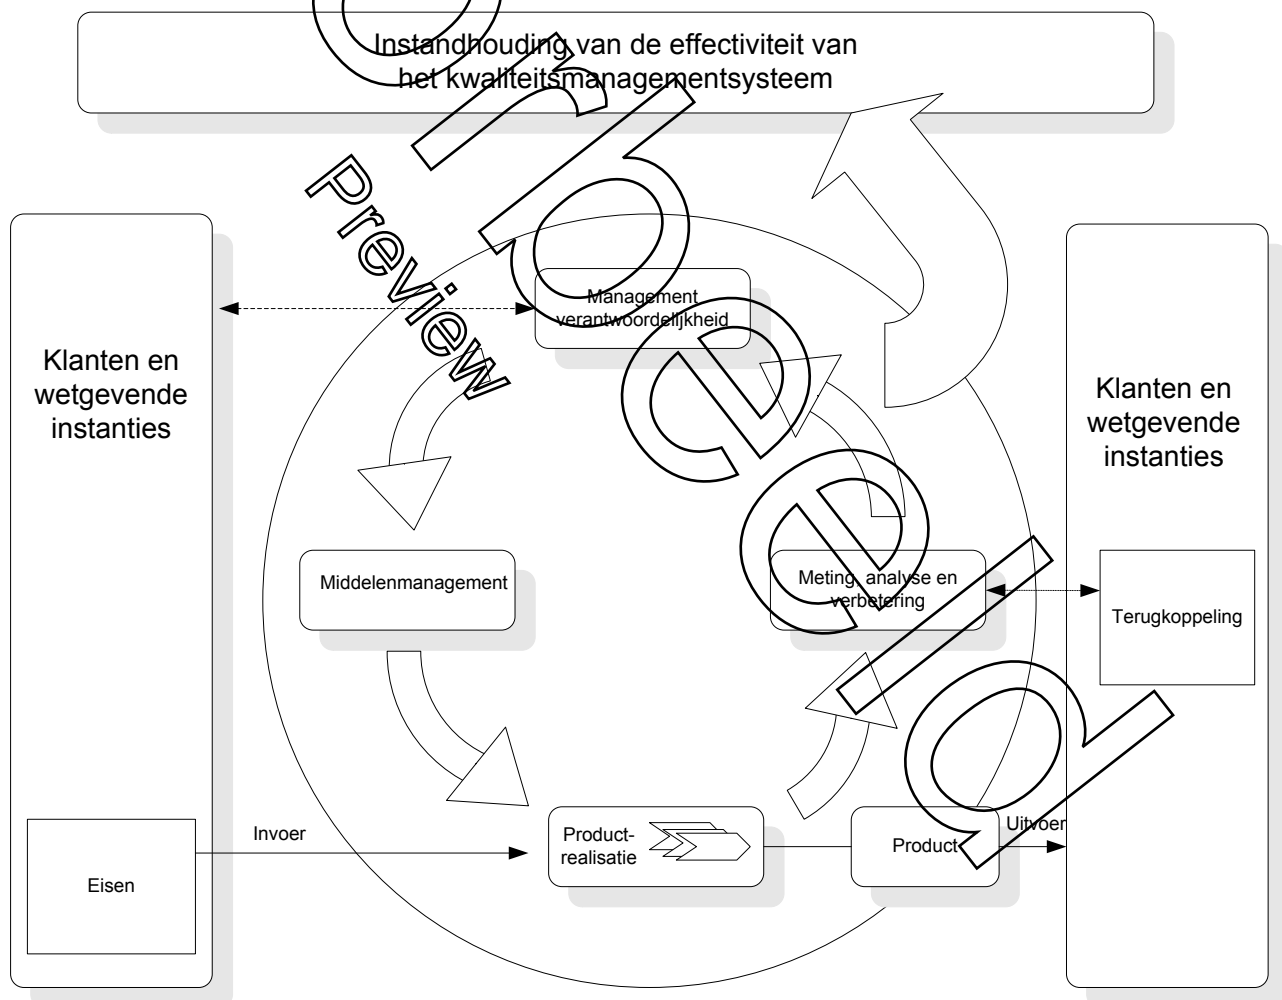 Instandhouding van de effectiviteit van
het kwaliteitsmanagementsysteem
Preview
orbeeld
Klanten en
wetgevende
instanties
Management
verantwoordelijkheid
Klanten en
wetgevende
instanties
Middelenmanagement
Meting, analyse en
verbetering
Terugkoppeling
Eisen
Invoer
Product-
realisatie
Product
Uitvoer